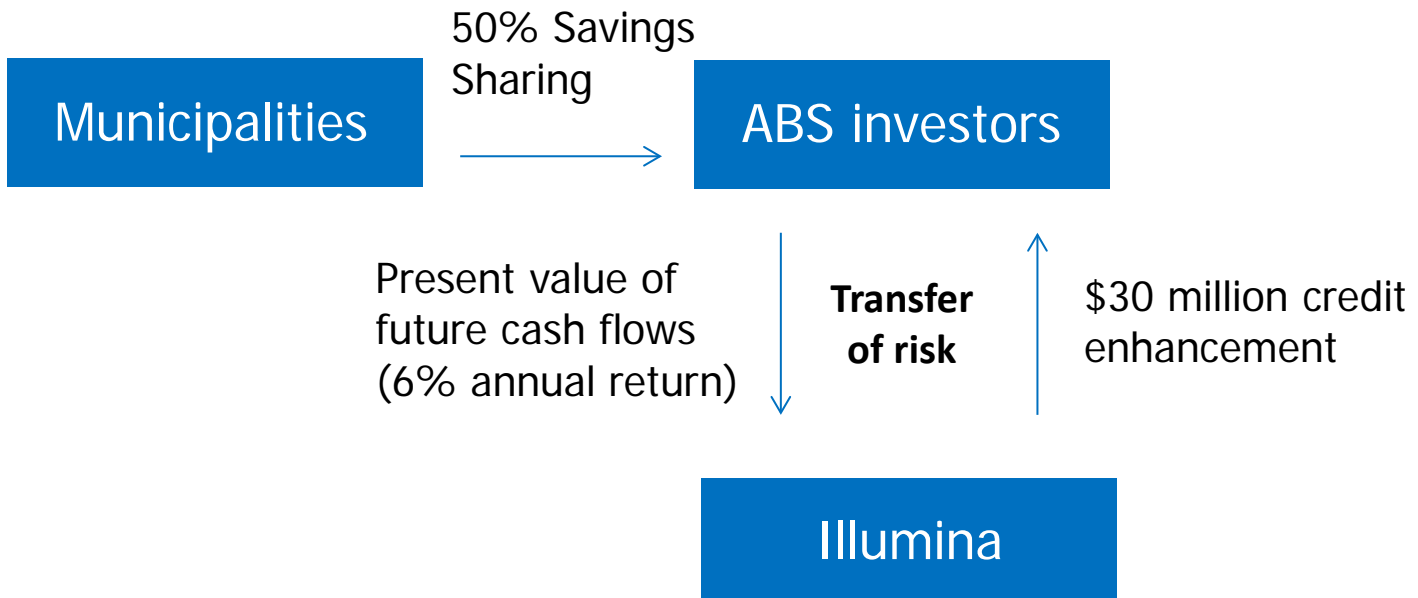 50% Savings
Sharing
Municipalities
ABS investors
Present value of
future cash flows
(6% annual return)
Transfer
of risk
$30 million credit
enhancement
Illumina